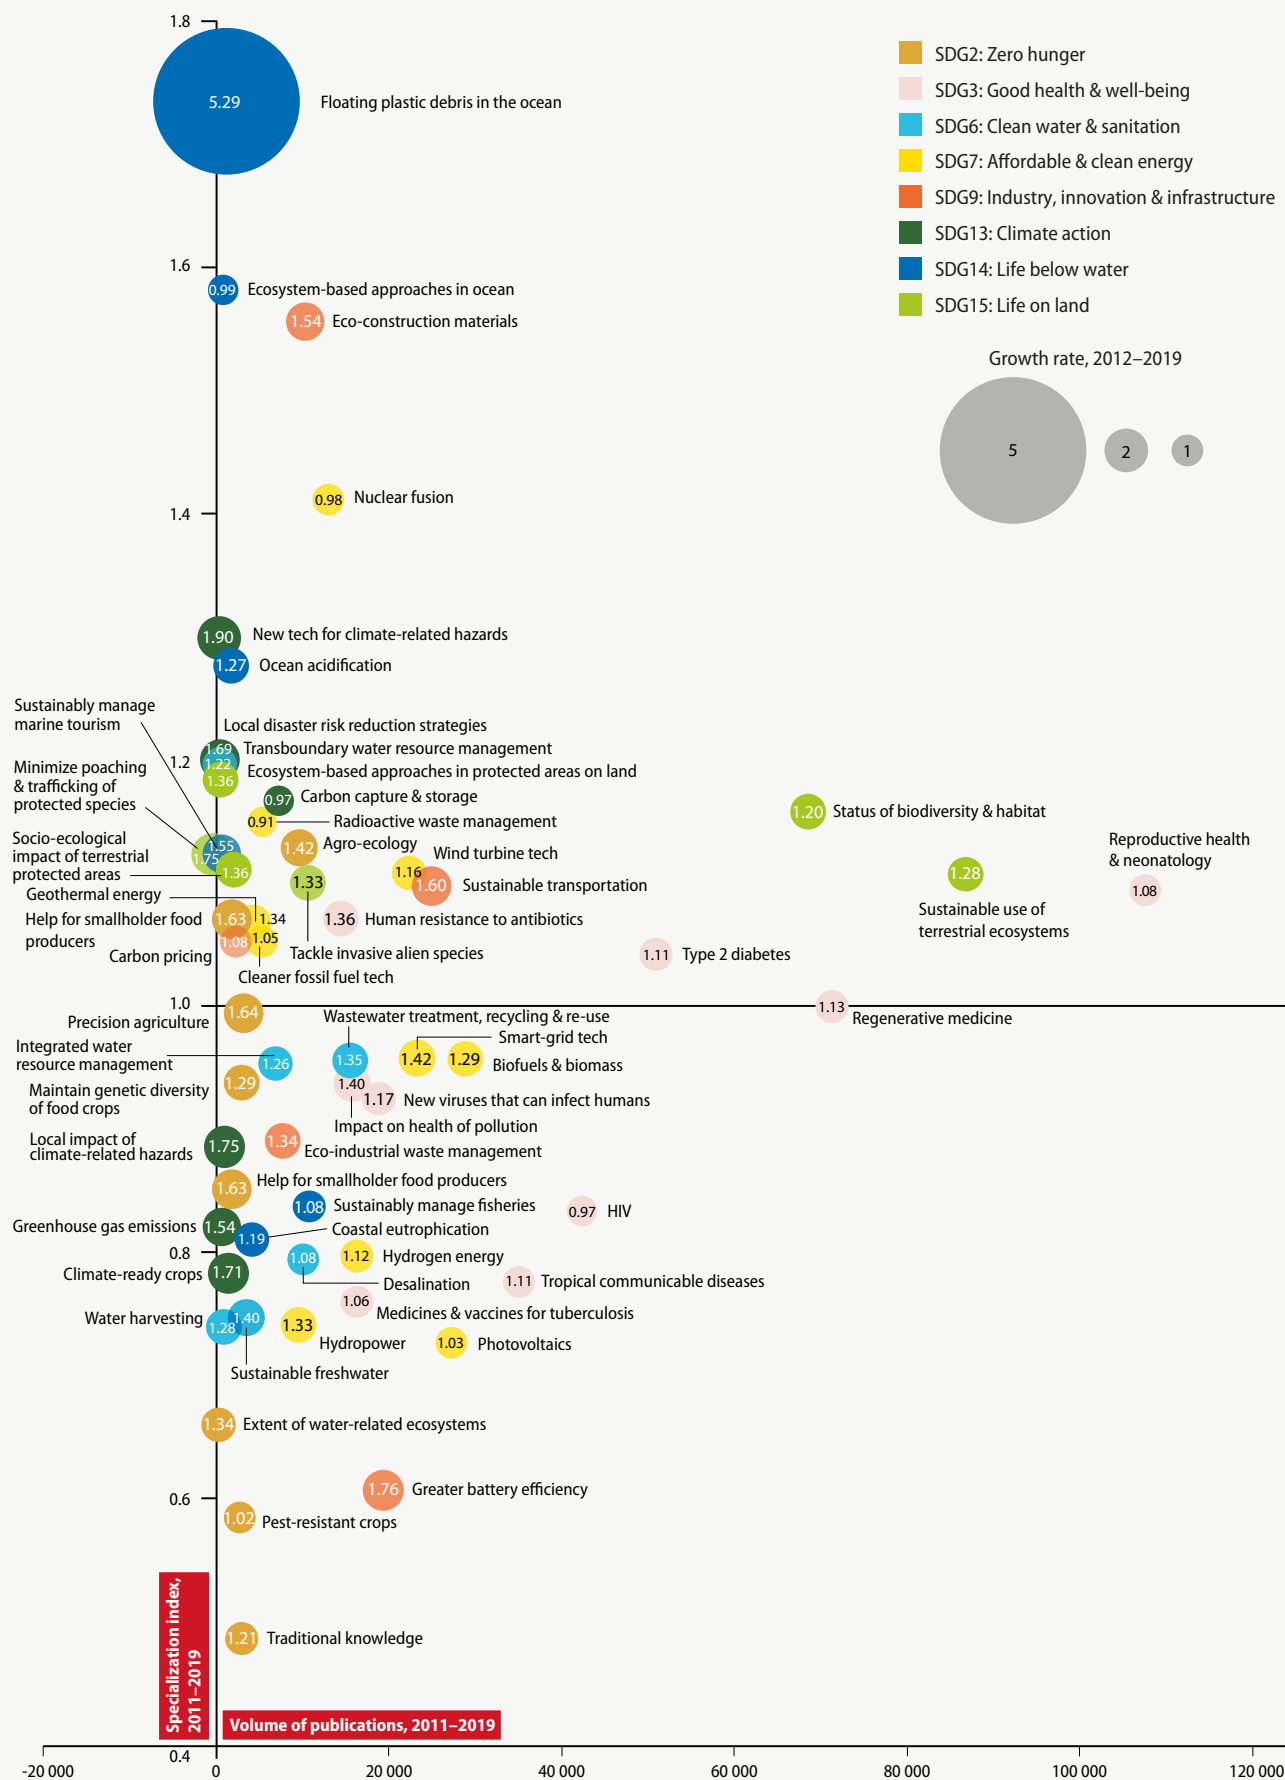 1.8
5.29
Floating plastic debris in the ocean
SDG2: Zero hunger
SDG3: Good health & well-being
SDG6: Clean water & sanitation
SDG7: Affordable & clean energy
SDG9: Industry, innovation & infrastructure
SDG13: Climate action
SDG14: Life below water
SDG15: Life on land
Growth rate, 2012–2019
5
2
1
1.6
0.99
Ecosystem-based approaches in ocean
1.54
Eco-construction materials
1.4
0.98
Nuclear fusion
1.90
New tech for climate-related hazards
1.27
Ocean acidification
Sustainably manage
marine tourism
Local disaster risk reduction strategies
1.69
Transboundary water resource management
1.2
1.22
Ecosystem-based approaches in protected areas on land
1.36
Minimize poaching
& trafficking of
protected species
0.97
Carbon capture & storage
0.91
Radioactive waste management
1.20
Status of biodiversity & habitat
Socio-ecological
impact of terrestrial
protected areas
1.55
1.75
1.36
1.42
Agro-ecology
Wind turbine tech
1.16
1.60
Sustainable transportation
1.33
Reproductive health
& neonatology
1.08
1.28
Sustainable use of
terrestrial ecosystems
Geothermal energy
Help for smallholder food
producers
1.63
1.34
1.36
Human resistance to antibiotics
1.08
1.05
Carbon pricing
Tackle invasive alien species
Cleaner fossil fuel tech
1.11
Type 2 diabetes
1.0
1.13
Regenerative medicine
1.64
Precision agriculture
Wastewater treatment, recycling & re-use
Smart-grid tech
Integrated water
resource management
1.26
1.35
1.42
1.29
Biofuels & biomass
Maintain genetic diversity
of food crops
1.29
1.40
1.17
New viruses that can infect humans
Impact on health of pollution
Local impact of
climate-related hazards
1.75
1.34
Eco-industrial waste management
1.63
Help for smallholder food producers
1.08
Sustainably manage fisheries
0.97
HIV
Greenhouse gas emissions
1.54
1.19
Coastal eutrophication
0.8
1.08
1.12
Hydrogen energy
Climate-ready crops
1.71
Desalination
1.11
Tropical communicable diseases
1.06
Medicines & vaccines for tuberculosis
Water harvesting
1.28
1.40
1.33
Hydropower
1.03
Photovoltaics
Sustainable freshwater
1.34
Extent of water-related ecosystems
1.76
Greater battery efficiency
0.6
1.02
Pest-resistant crops
1.21
Traditional knowledge
Specialization index,
2011–2019
Volume of publications, 2011–2019
0.4
-20 000
0
20 000
40 000
60 000
80 000
100 000
120 000